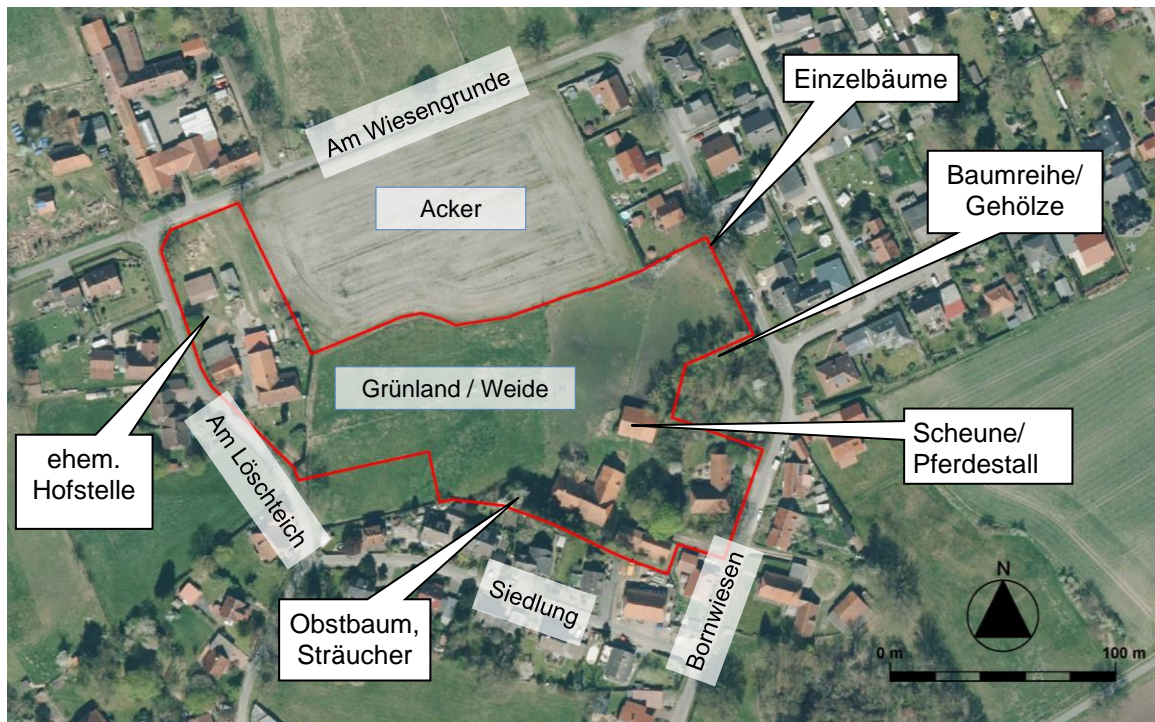 Einzelbäume
Am Wiesengrunde
Baumreihe/
Gehölze
Acker
Grünland / Weide
Scheune/
Pferdestall
ehem.
Hofstelle
Am Löschteich
Obstbaum,
Sträucher
Siedlung
Bornwiesen
N
0 m
100 m